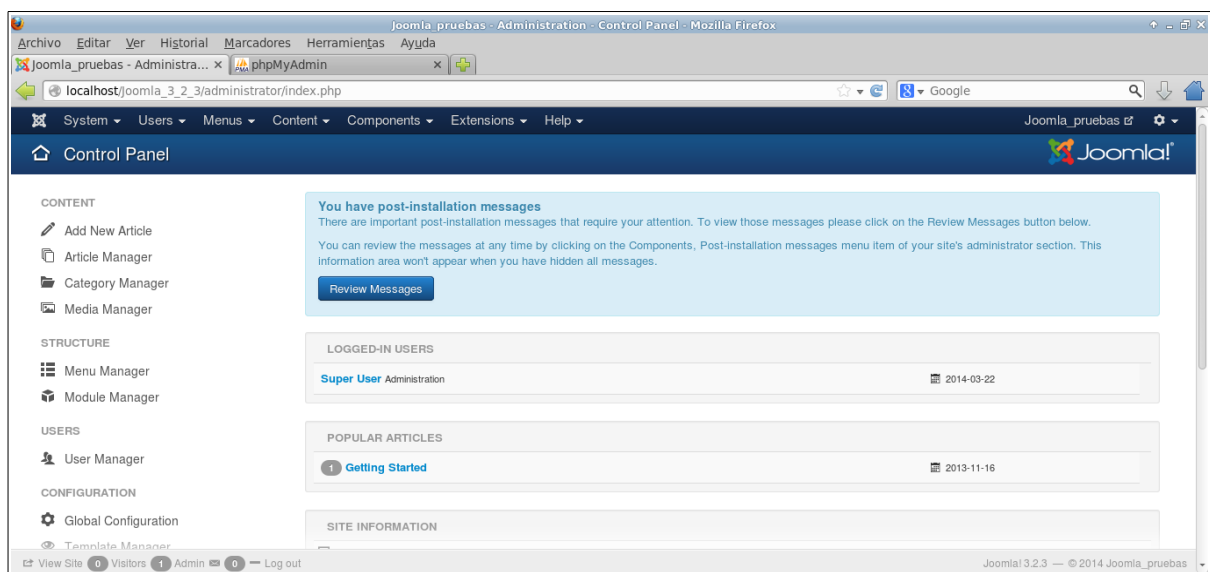 Joomla_pruebas - Administration - Control Panel - Mozilla Firefox
Archivo Editar Ver Historial Marcadores Herramientas Ayuda
Joomla_pruebas - Administra... × phpMyAdmin ×
localhost/Joomla_3_2_3/administrator/index.php Google
System Users Menus Content Components Extensions Help Joomla_pruebas
Control Panel Joomla!®
CONTENT
Add New Article
Article Manager
Category Manager
Media Manager
STRUCTURE
Menu Manager
Module Manager
USERS
User Manager
CONFIGURATION
Global Configuration
Template Manager
You have post-installation messages
There are important post-installation messages that require your attention. To view those messages please click on the Review Messages button below.
You can review the messages at any time by clicking on the Components, Post-installation messages menu item of your site's administrator section. This
information area won't appear when you have hidden all messages.
Review Messages
LOGGED-IN USERS
Super User Administration 2014-03-22
POPULAR ARTICLES
1 Getting Started 2013-11-16
SITE INFORMATION
View Site 0 Visitors 1 Admin 0 Log out Joomla! 3.2.3 — © 2014 Joomla_pruebas